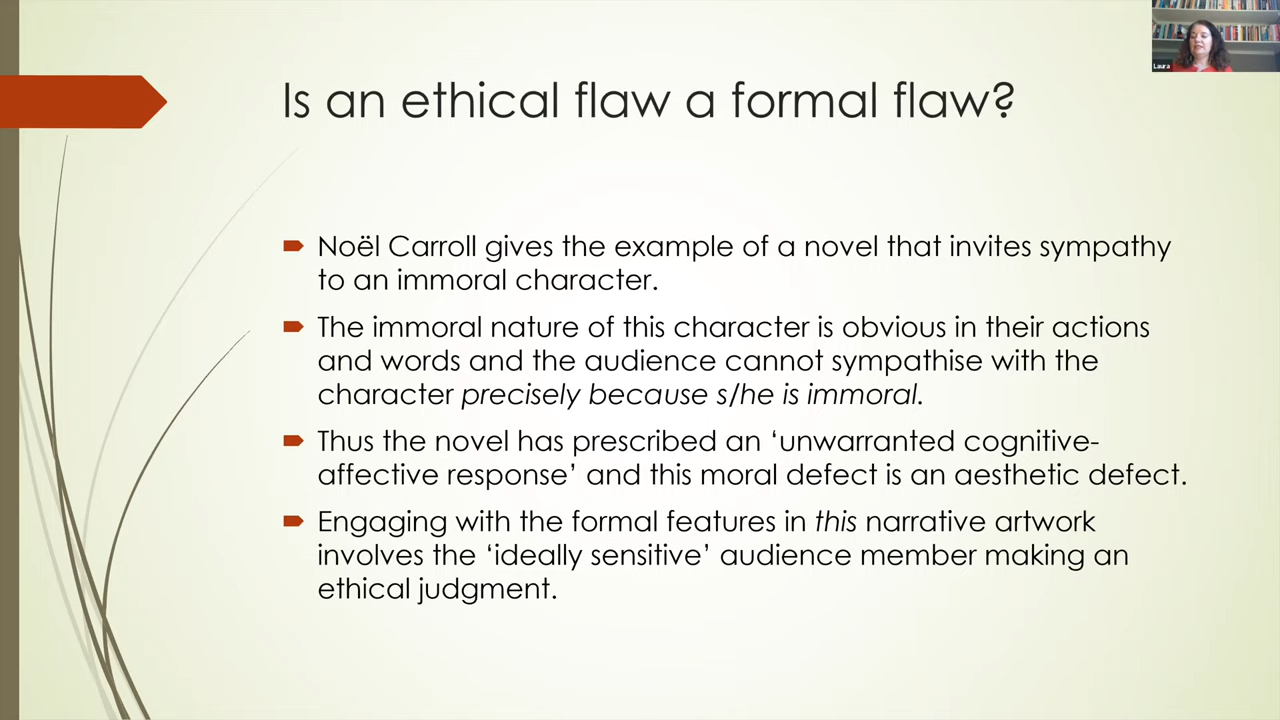 Is an ethical flaw a formal flaw?
Noël Carroll gives the example of a novel that invites sympathy
to an immoral character.
The immoral nature of this character is obvious in their actions
and words and the audience cannot sympathise with the
character precisely because s/he is immoral.
Thus the novel has prescribed an ‘unwarranted cognitive-
affective response’ and this moral defect is an aesthetic defect.
Engaging with the formal features in this narrative artwork
involves the ‘ideally sensitive’ audience member making an
ethical judgment.
Laura